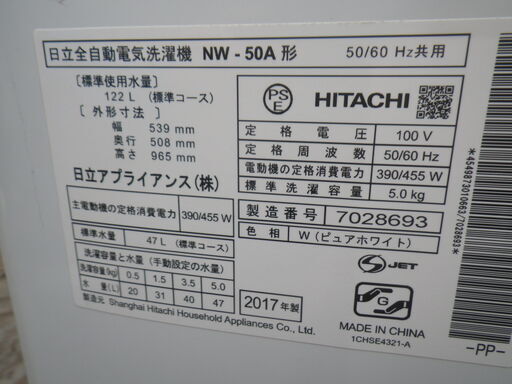 日立全自動電気洗濯機 NW-50A 形
50/60 Hz共用
〔標準使用水量〕
122 L (標準コース)
〔外形寸法〕
幅 539 mm
奥行 508 mm
高さ 965 mm
日立アプライアンス(株)
主電動機の定格消費電力 390/455 W
標準水量 47 L (標準コース)
洗濯容量と水量 (手動設定の水量)
洗濯容量(kg) 0.5 1.5 3.5 5.0
水 量(L) 20 31 40 47
製造元 Shanghai Hitachi Household Appliances Co., Ltd.
2017年製
PS
E
HITACHI
定格電圧 100 V
定格周波数 50/60 Hz
電動機の定格消費電力 390/455 W
標準洗濯容量 5.0 kg
製造番号 7028693
色相 W (ピュアホワイト)
JET
G
MADE IN CHINA
1CHSE4321-A
*4549873010663/7028693*
-PP-